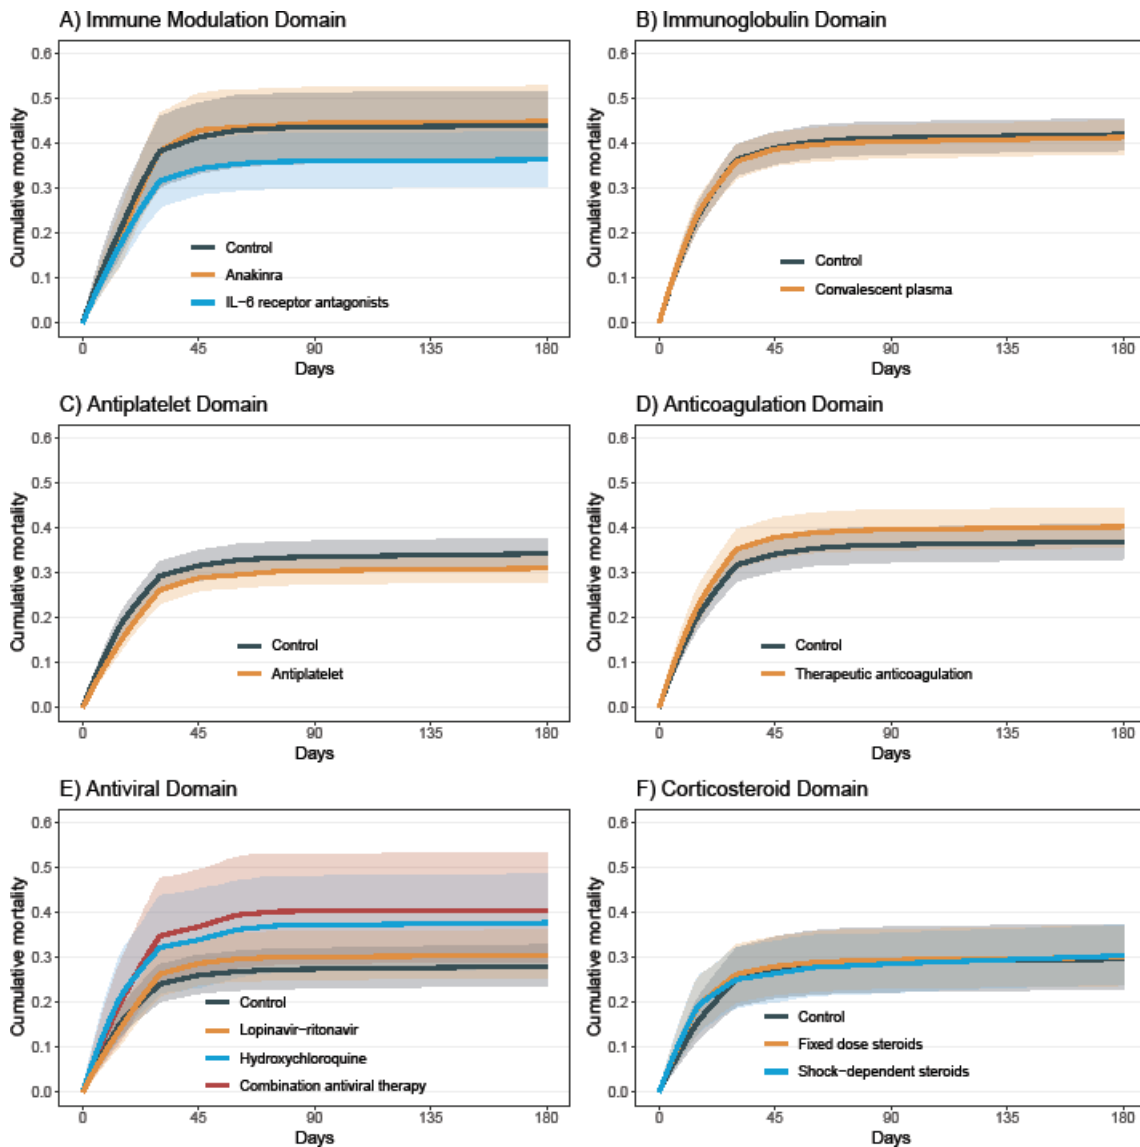 A) Immune Modulation Domain
Cumulative mortality
0.6
0.5
0.4
0.3
0.2
0.1
0.0
Control
Anakinra
IL-6 receptor antagonists
0 45 90 135 180
Days
B) Immunoglobulin Domain
Cumulative mortality
0.6
0.5
0.4
0.3
0.2
0.1
0.0
Control
Convalescent plasma
0 45 90 135 180
Days
C) Antiplatelet Domain
Cumulative mortality
0.6
0.5
0.4
0.3
0.2
0.1
0.0
Control
Antiplatelet
0 45 90 135 180
Days
D) Anticoagulation Domain
Cumulative mortality
0.6
0.5
0.4
0.3
0.2
0.1
0.0
Control
Therapeutic anticoagulation
0 45 90 135 180
Days
E) Antiviral Domain
Cumulative mortality
0.6
0.5
0.4
0.3
0.2
0.1
0.0
Control
Lopinavir-ritonavir
Hydroxychloroquine
Combination antiviral therapy
0 45 90 135 180
Days
F) Corticosteroid Domain
Cumulative mortality
0.6
0.5
0.4
0.3
0.2
0.1
0.0
Control
Fixed dose steroids
Shock-dependent steroids
0 45 90 135 180
Days